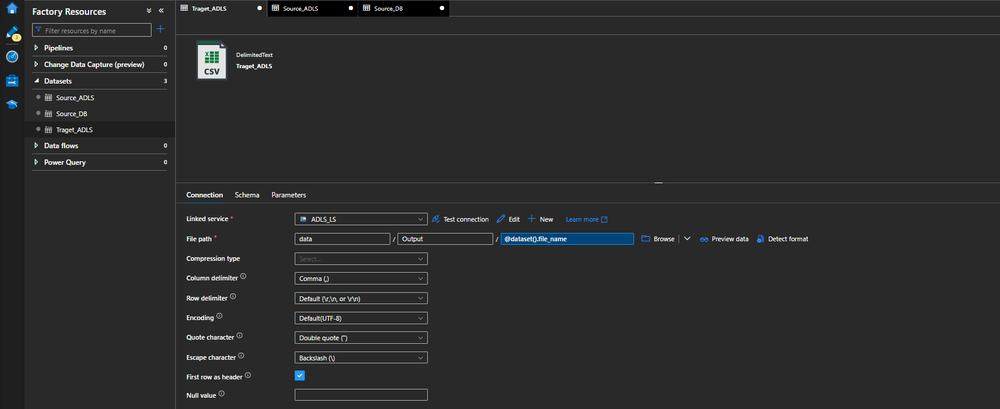 Factory Resources
Filter resources by name
3
Pipelines 0
Change Data Capture (preview) 0
Datasets 3
Source_ADLS
Source_DB
Traget_ADLS
Data flows 0
Power Query 0
Traget_ADLS
Source_ADLS
Source_DB
CSV
DelimitedText
Traget_ADLS
Connection Schema Parameters
Linked service * ADLS_LS Test connection Edit New Learn more
File path * data / Output / @dataset().file_name Browse Preview data Detect format
Compression type Select...
Column delimiter Comma (,)
Row delimiter Default (\r,\n, or \r\n)
Encoding Default(UTF-8)
Quote character Double quote (")
Escape character Backslash (\)
First row as header
Null value